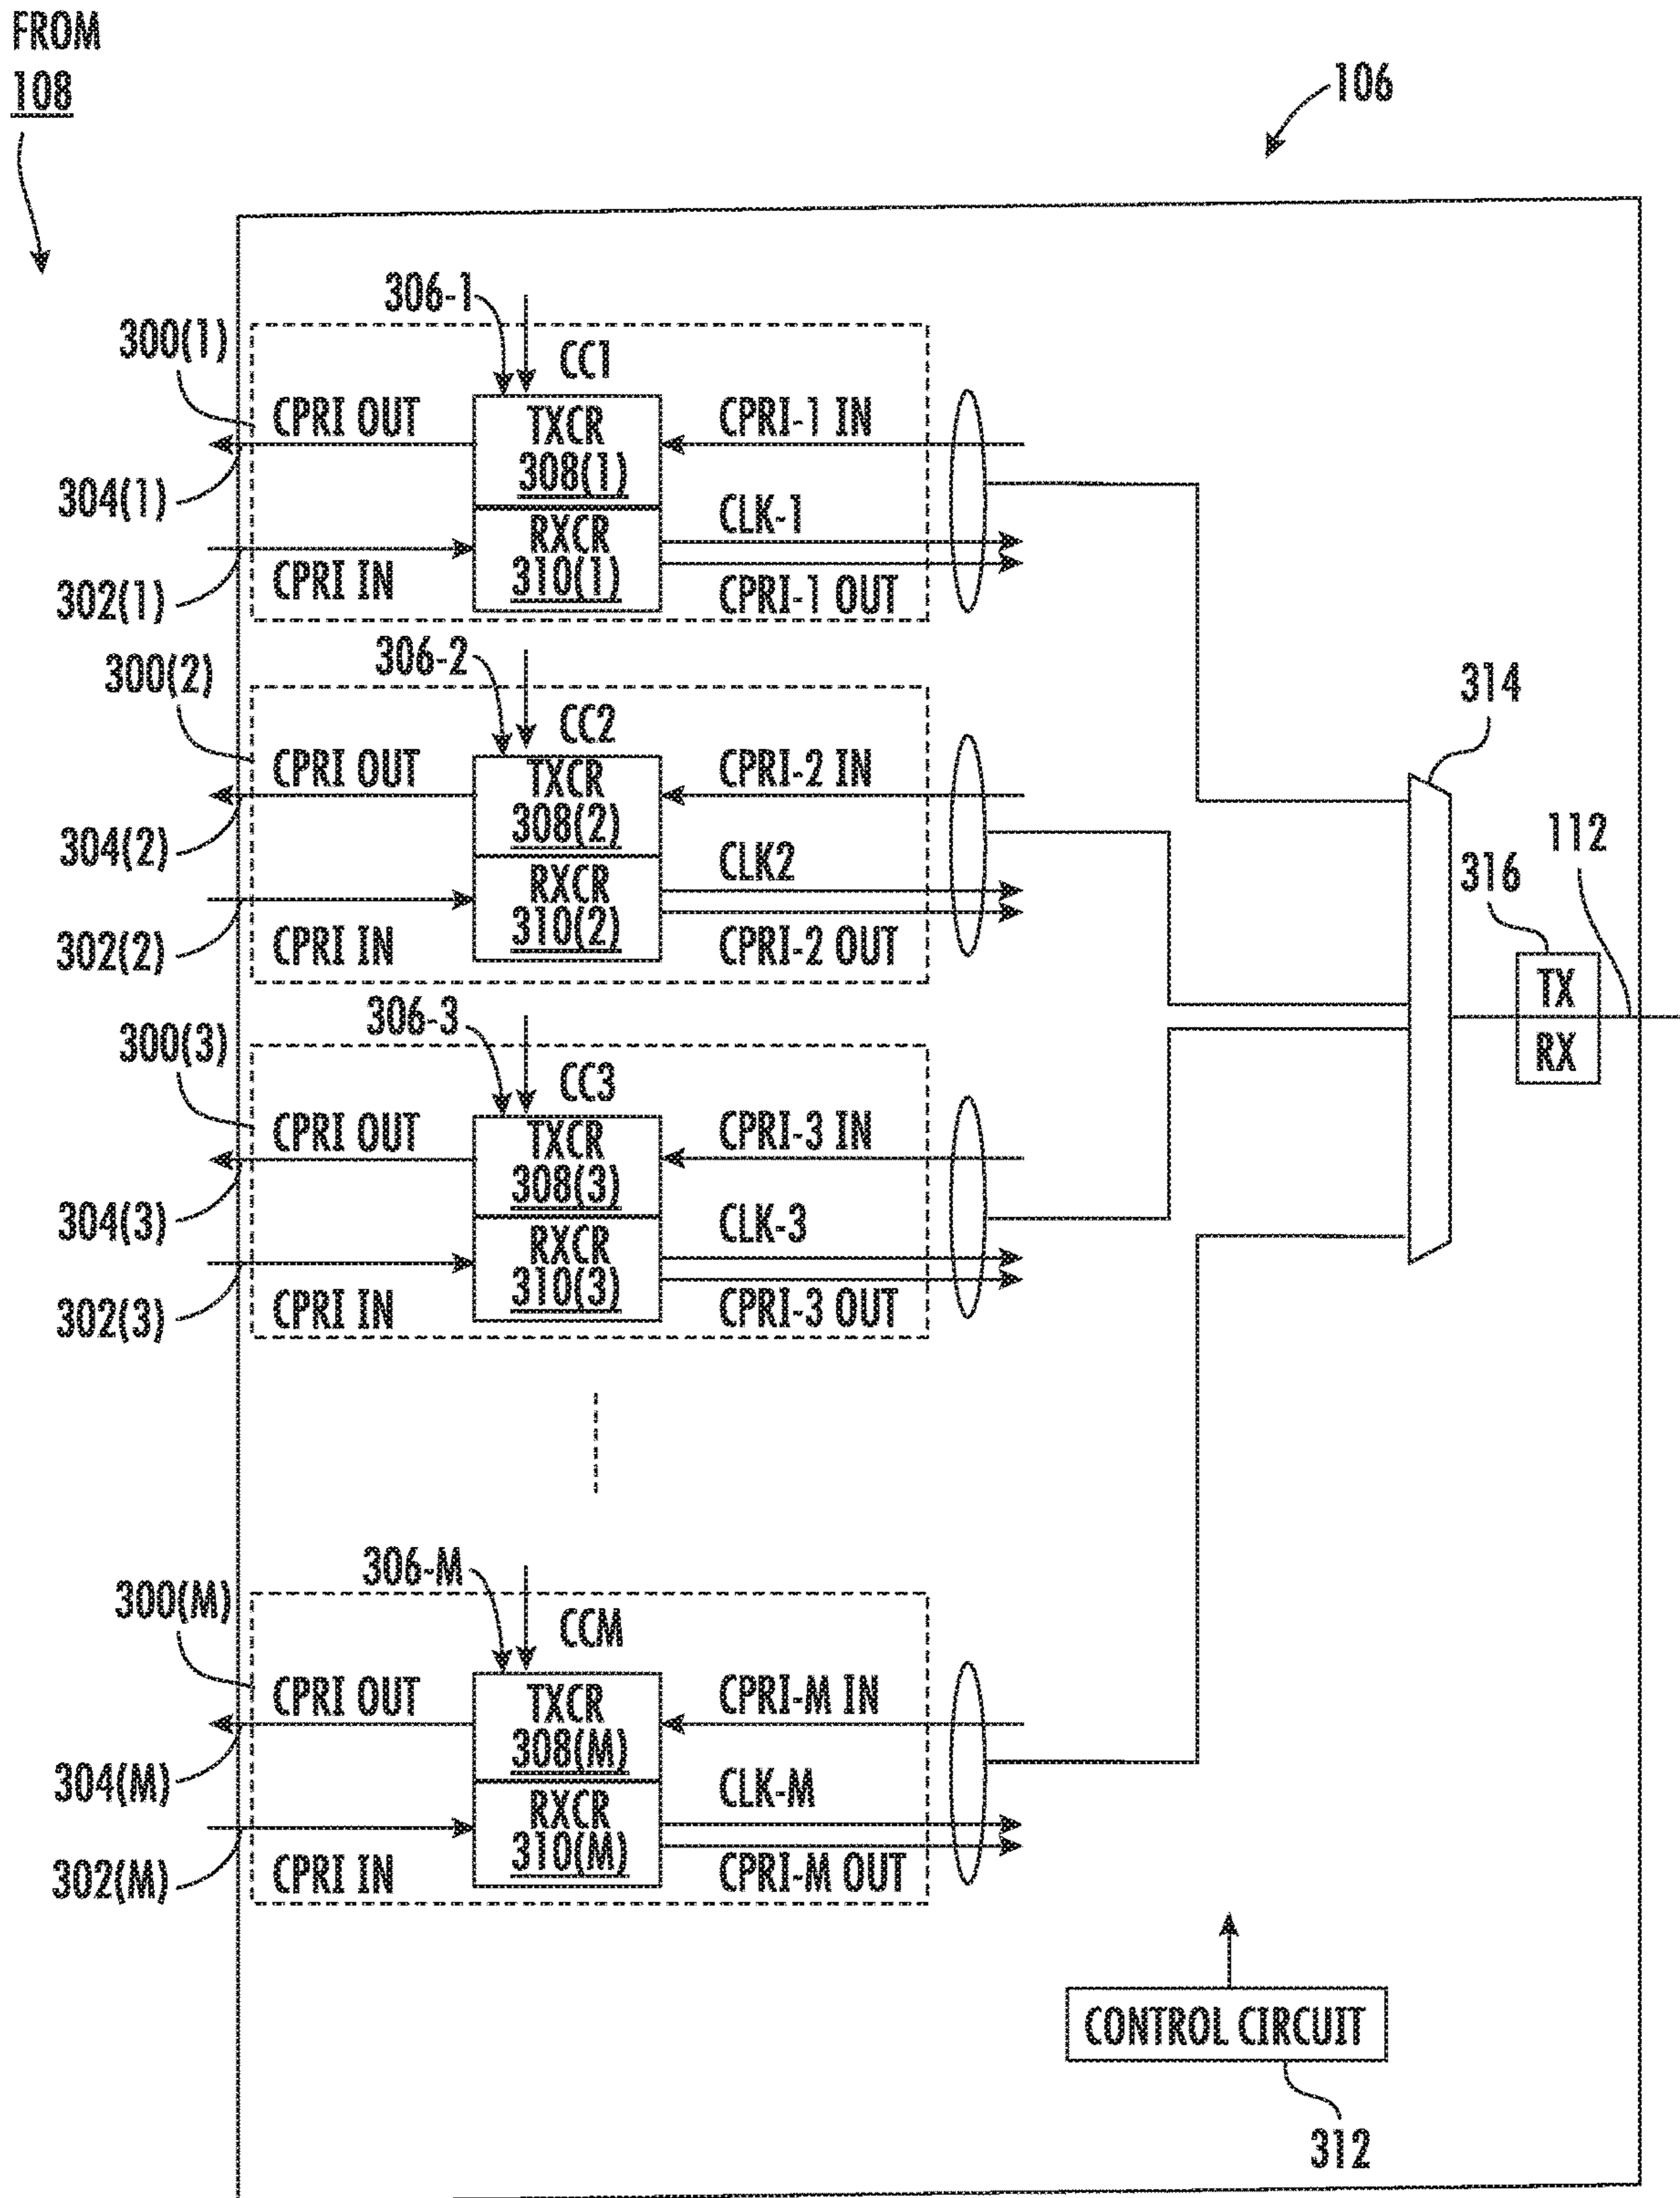 FROM
108
106
306-1
300(1)
CC1
CPRI OUT
TXCR
308(1)
CPRI-1 IN
304(1)
CLK-1
RXCR
310(1)
CPRI IN
CPRI-1 OUT
302(1)
306-2
300(2)
CC2
CPRI OUT
TXCR
308(2)
CPRI-2 IN
304(2)
CLK2
RXCR
310(2)
CPRI IN
CPRI-2 OUT
302(2)
314
112
316
TX
RX
306-3
300(3)
CC3
CPRI OUT
TXCR
308(3)
CPRI-3 IN
304(3)
CLK-3
RXCR
310(3)
CPRI IN
CPRI-3 OUT
302(3)
306-M
300(M)
CCM
CPRI OUT
TXCR
308(M)
CPRI-M IN
304(M)
CLK-M
RXCR
310(M)
CPRI IN
CPRI-M OUT
302(M)
CONTROL CIRCUIT
312